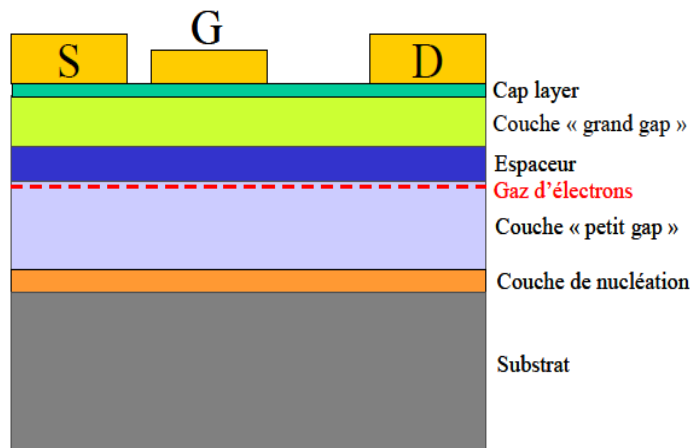 G
S
D
Cap layer
Couche « grand gap »
Espaceur
Gaz d’électrons
Couche « petit gap »
Couche de nucléation
Substrat